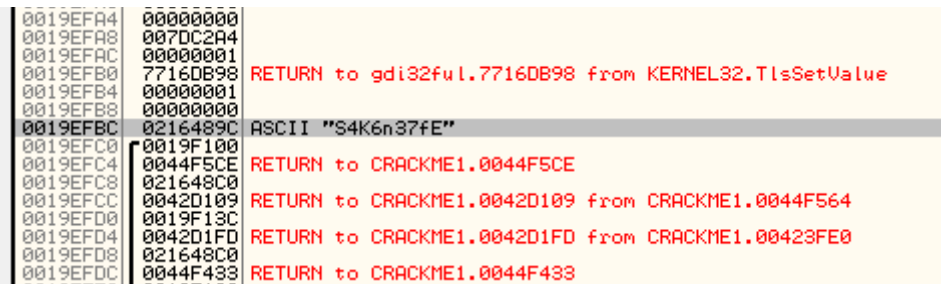 0019EFA4 00000000
0019EFA8 007DC2A4
0019EFAC 00000001
0019EFB0 7716DB98 RETURN to gdi32ful.7716DB98 from KERNEL32.TlsSetValue
0019EFB4 00000001
0019EFB8 00000000
0019EFBC 0216489C ASCII "S4K6n37fE"
0019EFC0 0019F100
0019EFC4 0044F5CE RETURN to CRACKME1.0044F5CE
0019EFC8 021648C0
0019EFCC 0042D109 RETURN to CRACKME1.0042D109 from CRACKME1.0044F564
0019EFD0 0019F13C
0019EFD4 0042D1FD RETURN to CRACKME1.0042D1FD from CRACKME1.00423FE0
0019EFD8 021648C0
0019EFDC 0044F433 RETURN to CRACKME1.0044F433